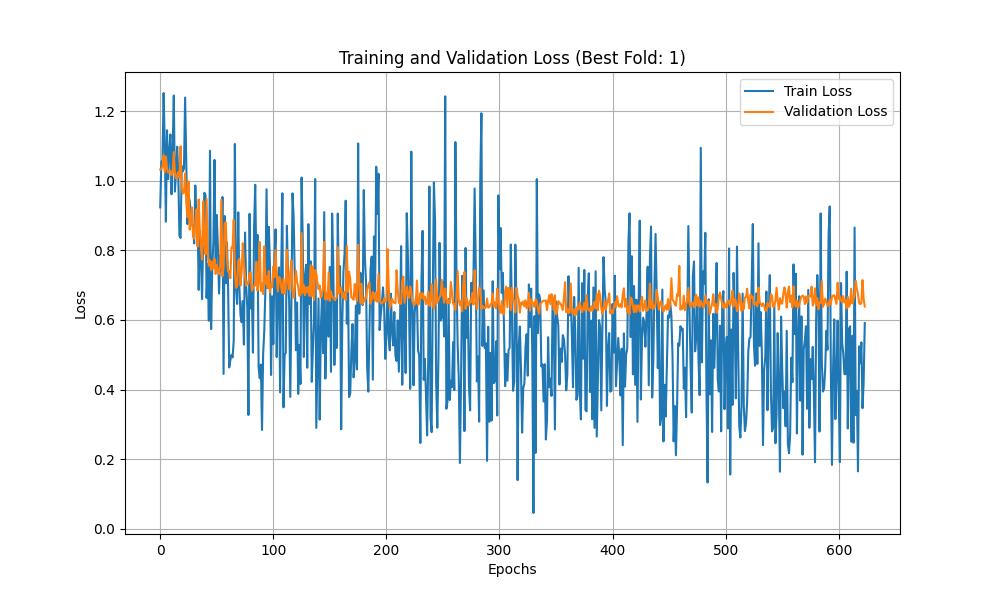 Training and Validation Loss (Best Fold: 1)
Train Loss
Validation Loss
Loss
1.2
1.0
0.8
0.6
0.4
0.2
0.0
0 100 200 300 400 500 600
Epochs